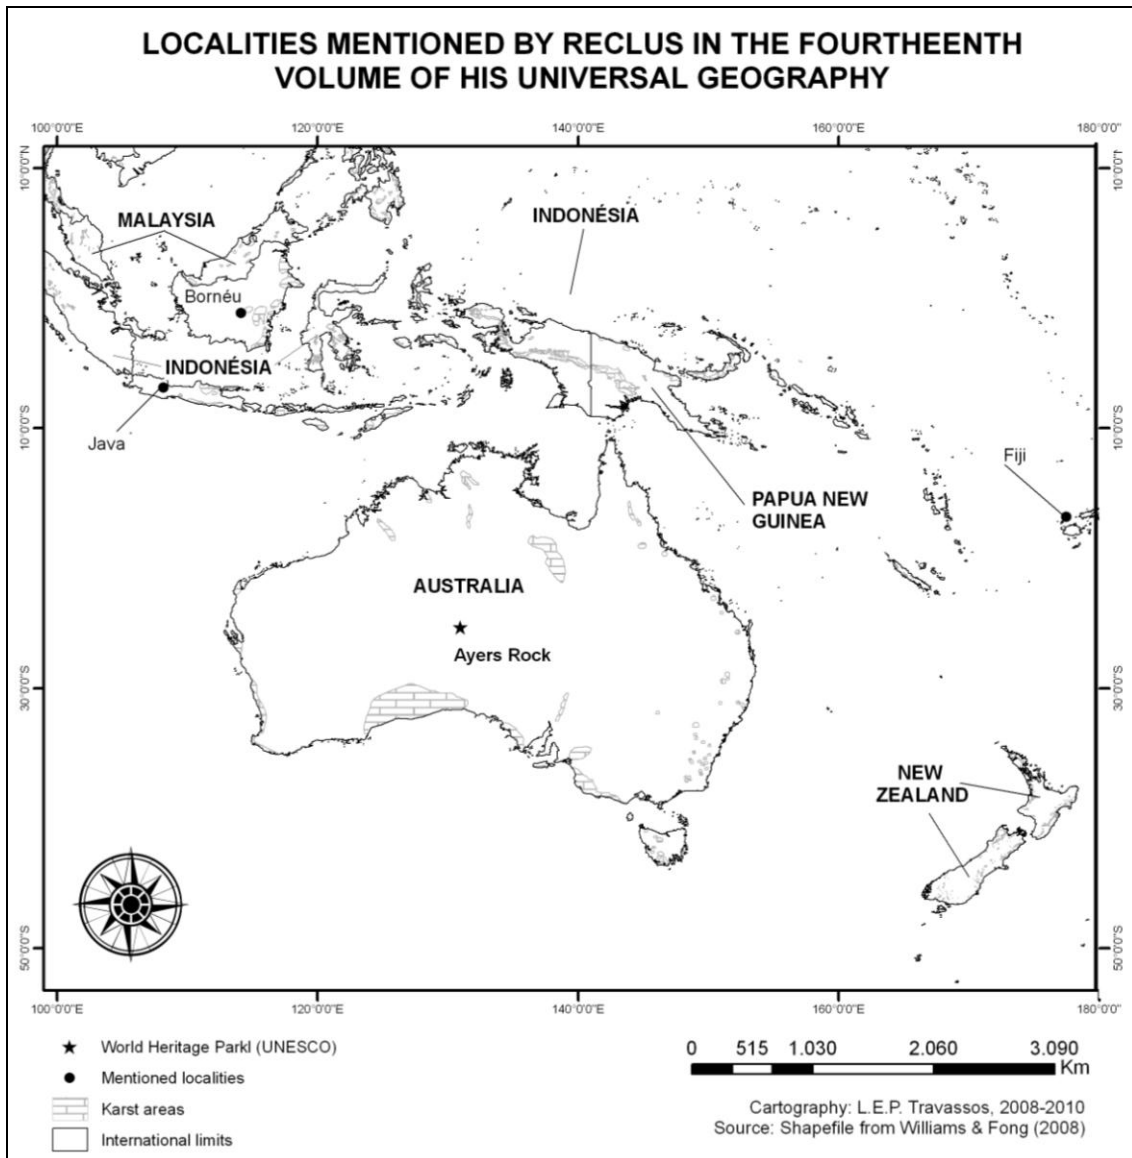 LOCALITIES MENTIONED BY RECLUS IN THE FOURTHEENTH
VOLUME OF HIS UNIVERSAL GEOGRAPHY
100°0'0"E
120°0'0"E
140°0'0"E
160°0'0"E
180°0'0"
10°0'0"N
10°0'0"N
MALAYSIA
INDONÉSIA
Bornéu
INDONÉSIA
Java
10°0'0"S
10°0'0"S
Fiji
PAPUA NEW
GUINEA
AUSTRALIA
Ayers Rock
30°0'0"S
30°0'0"S
NEW
ZEALAND
50°0'0"S
50°0'0"S
100°0'0"E
120°0'0"E
140°0'0"E
160°0'0"E
180°0'0"
World Heritage Parkl (UNESCO)
Mentioned localities
Karst areas
International limits
0 515 1.030 2.060 3.090
Km
Cartography: L.E.P. Travassos, 2008-2010
Source: Shapefile from Williams & Fong (2008)